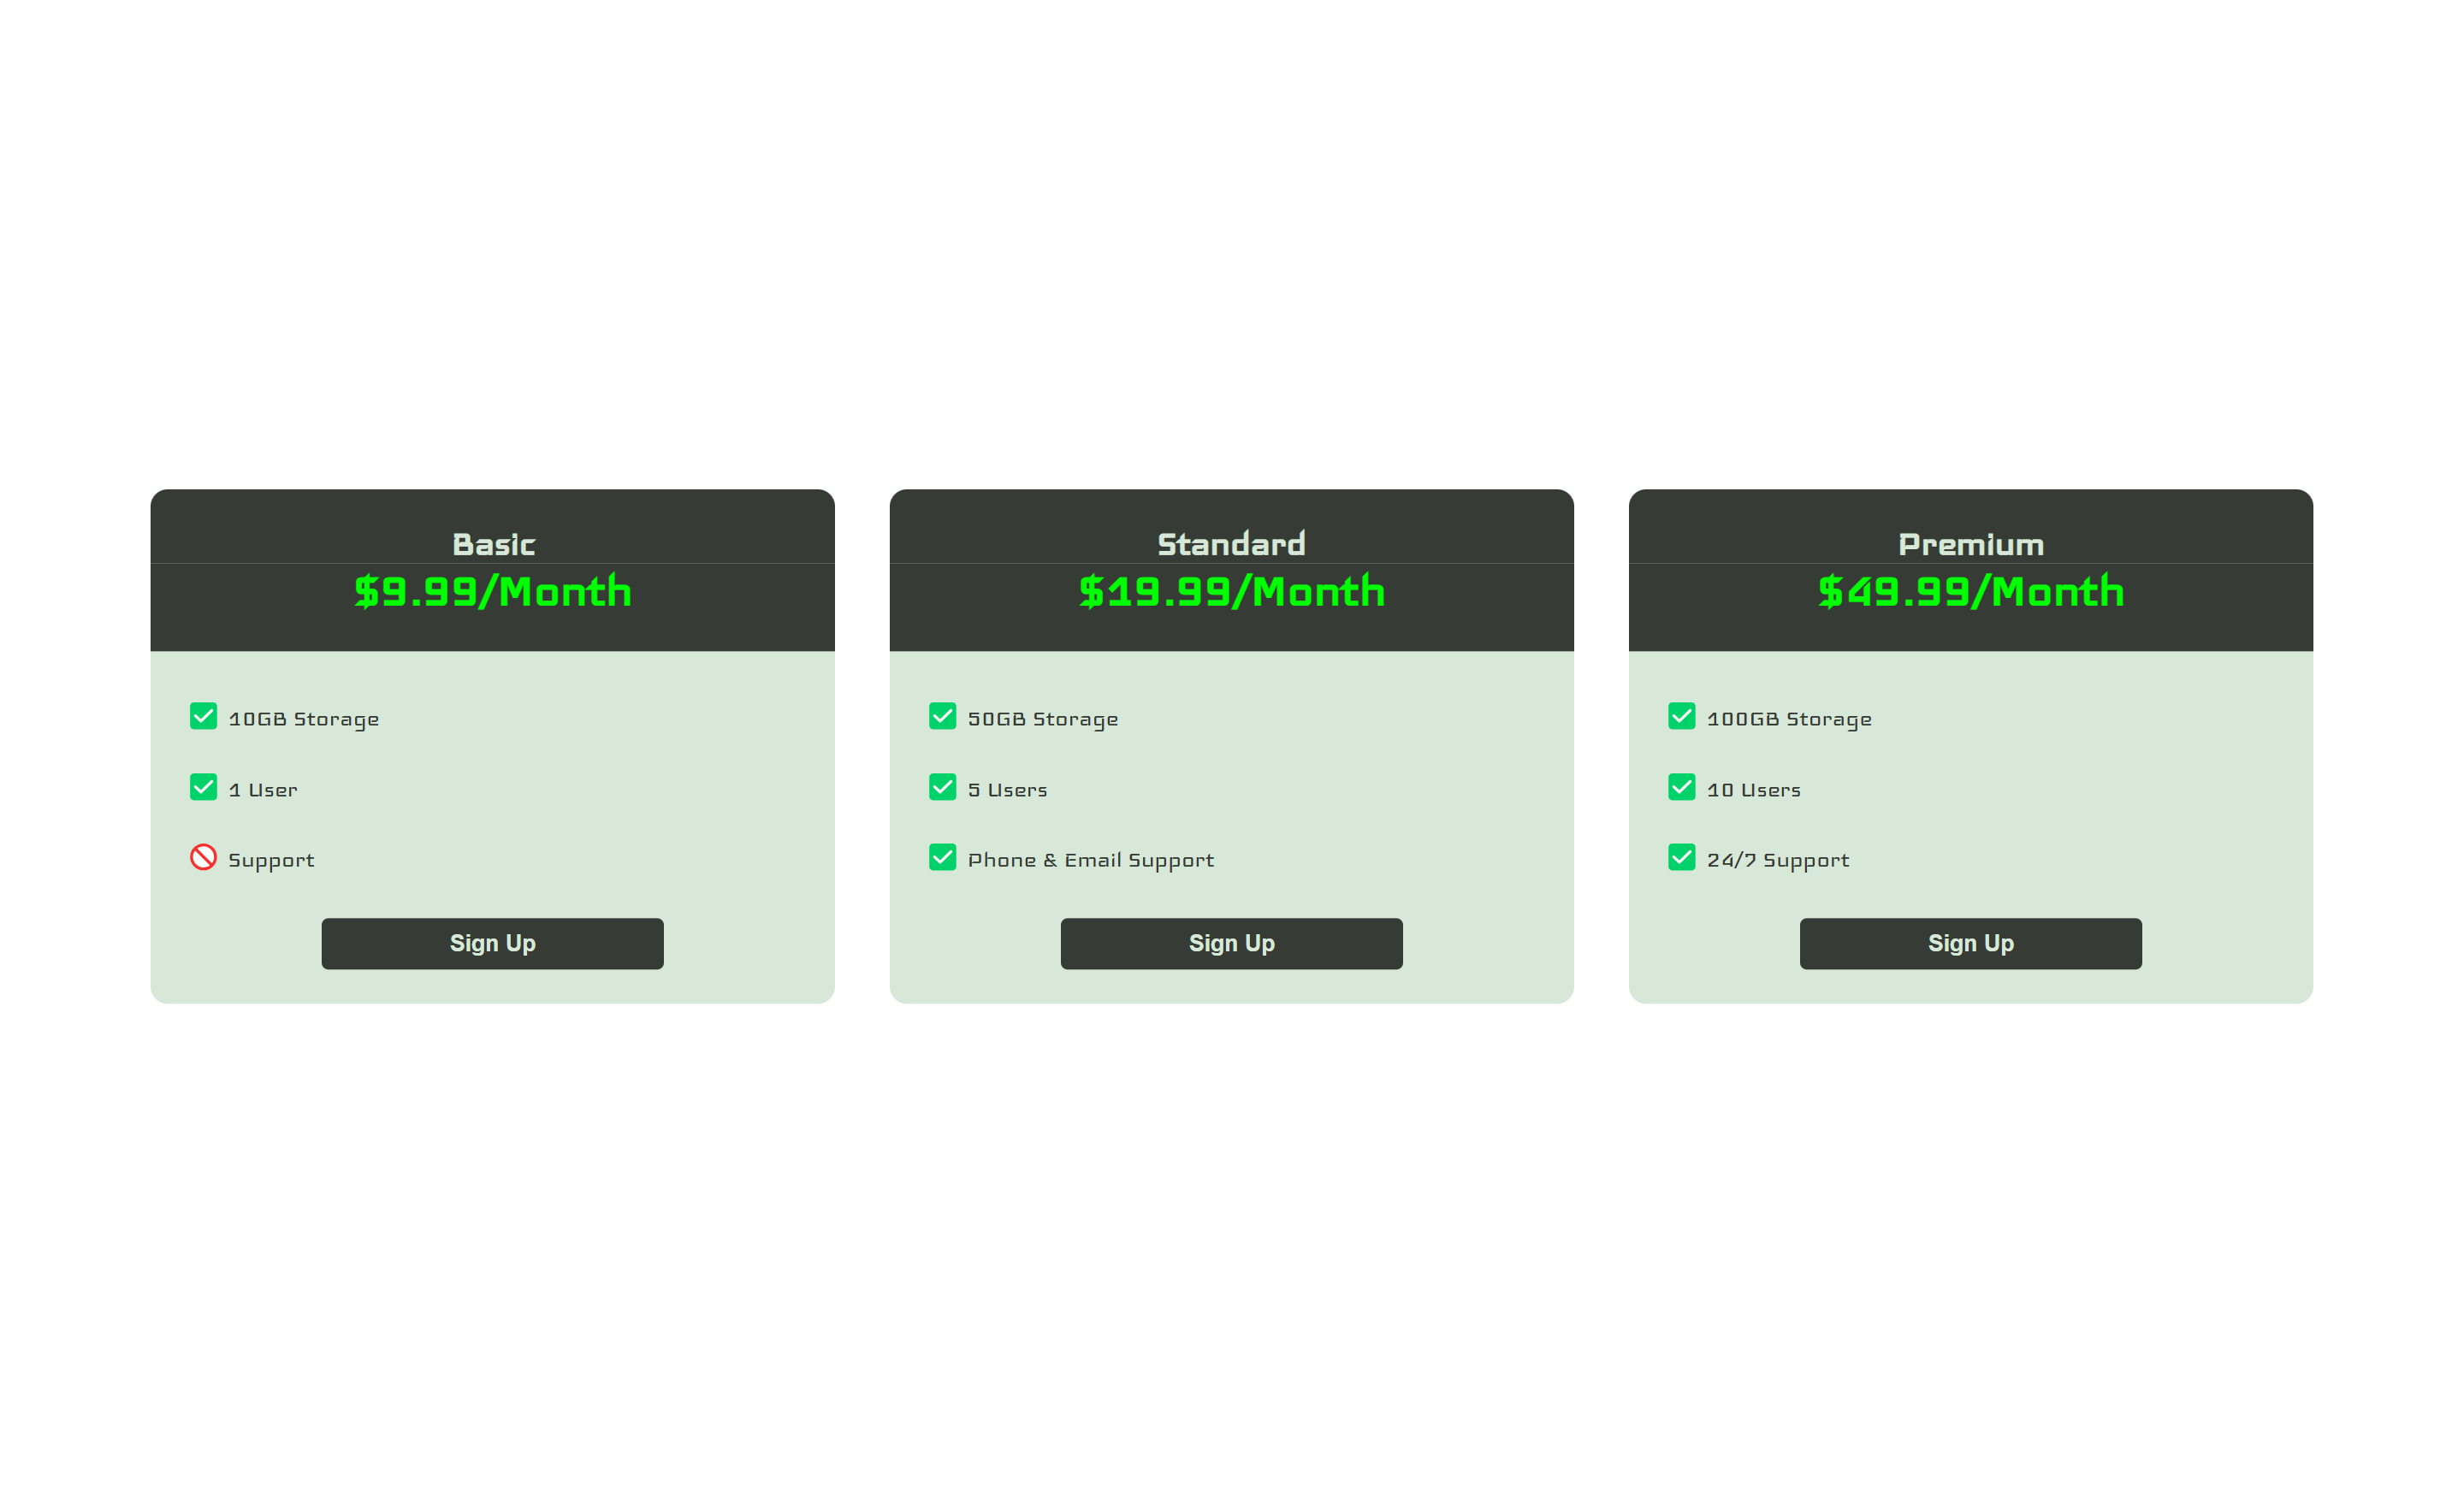 Basic
$9.99/Month
10GB Storage
1 User
Support
Sign Up
Standard
$19.99/Month
50GB Storage
5 Users
Phone & Email Support
Sign Up
Premium
$49.99/Month
100GB Storage
10 Users
24/7 Support
Sign Up